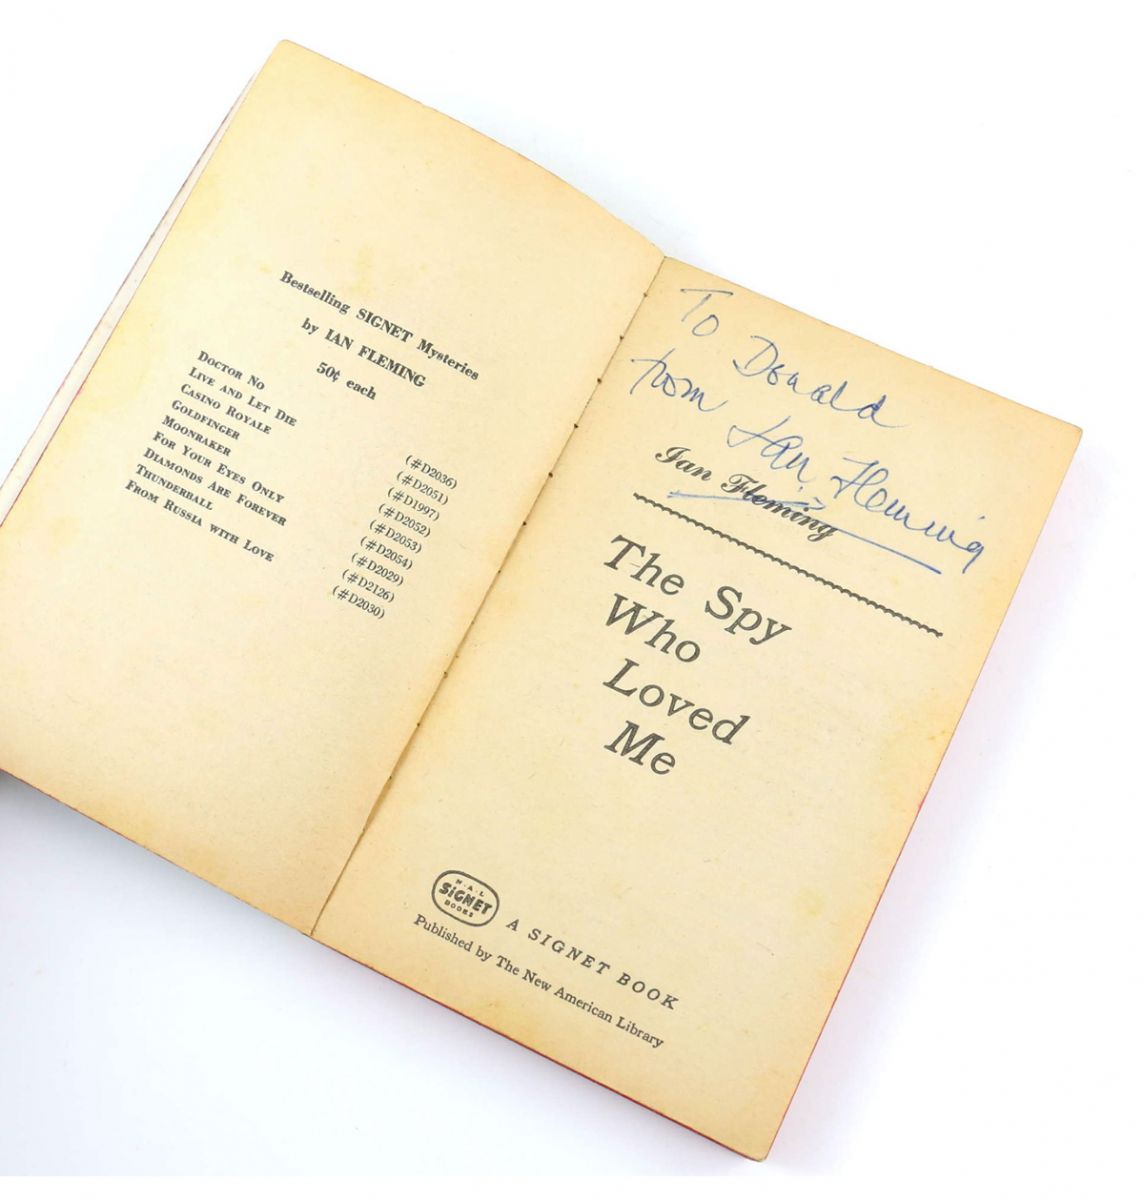 Bestselling SIGNET Mysteries
by IAN FLEMING
50¢ each
DOCTOR NO (#D2036)
LIVE AND LET DIE (#D2051)
CASINO ROYALE (#D1997)
GOLDFINGER (#D2052)
MOONRAKER (#D2053)
FOR YOUR EYES ONLY (#D2054)
DIAMONDS ARE FOREVER (#D2029)
THUNDERBALL (#D2126)
FROM RUSSIA WITH LOVE (#D2030)
To Donald
from
Ian Fleming
Ian Fleming
The Spy
Who
Loved
Me
N·A·L
SIGNET
BOOKS
A SIGNET BOOK
Published by The New American Library